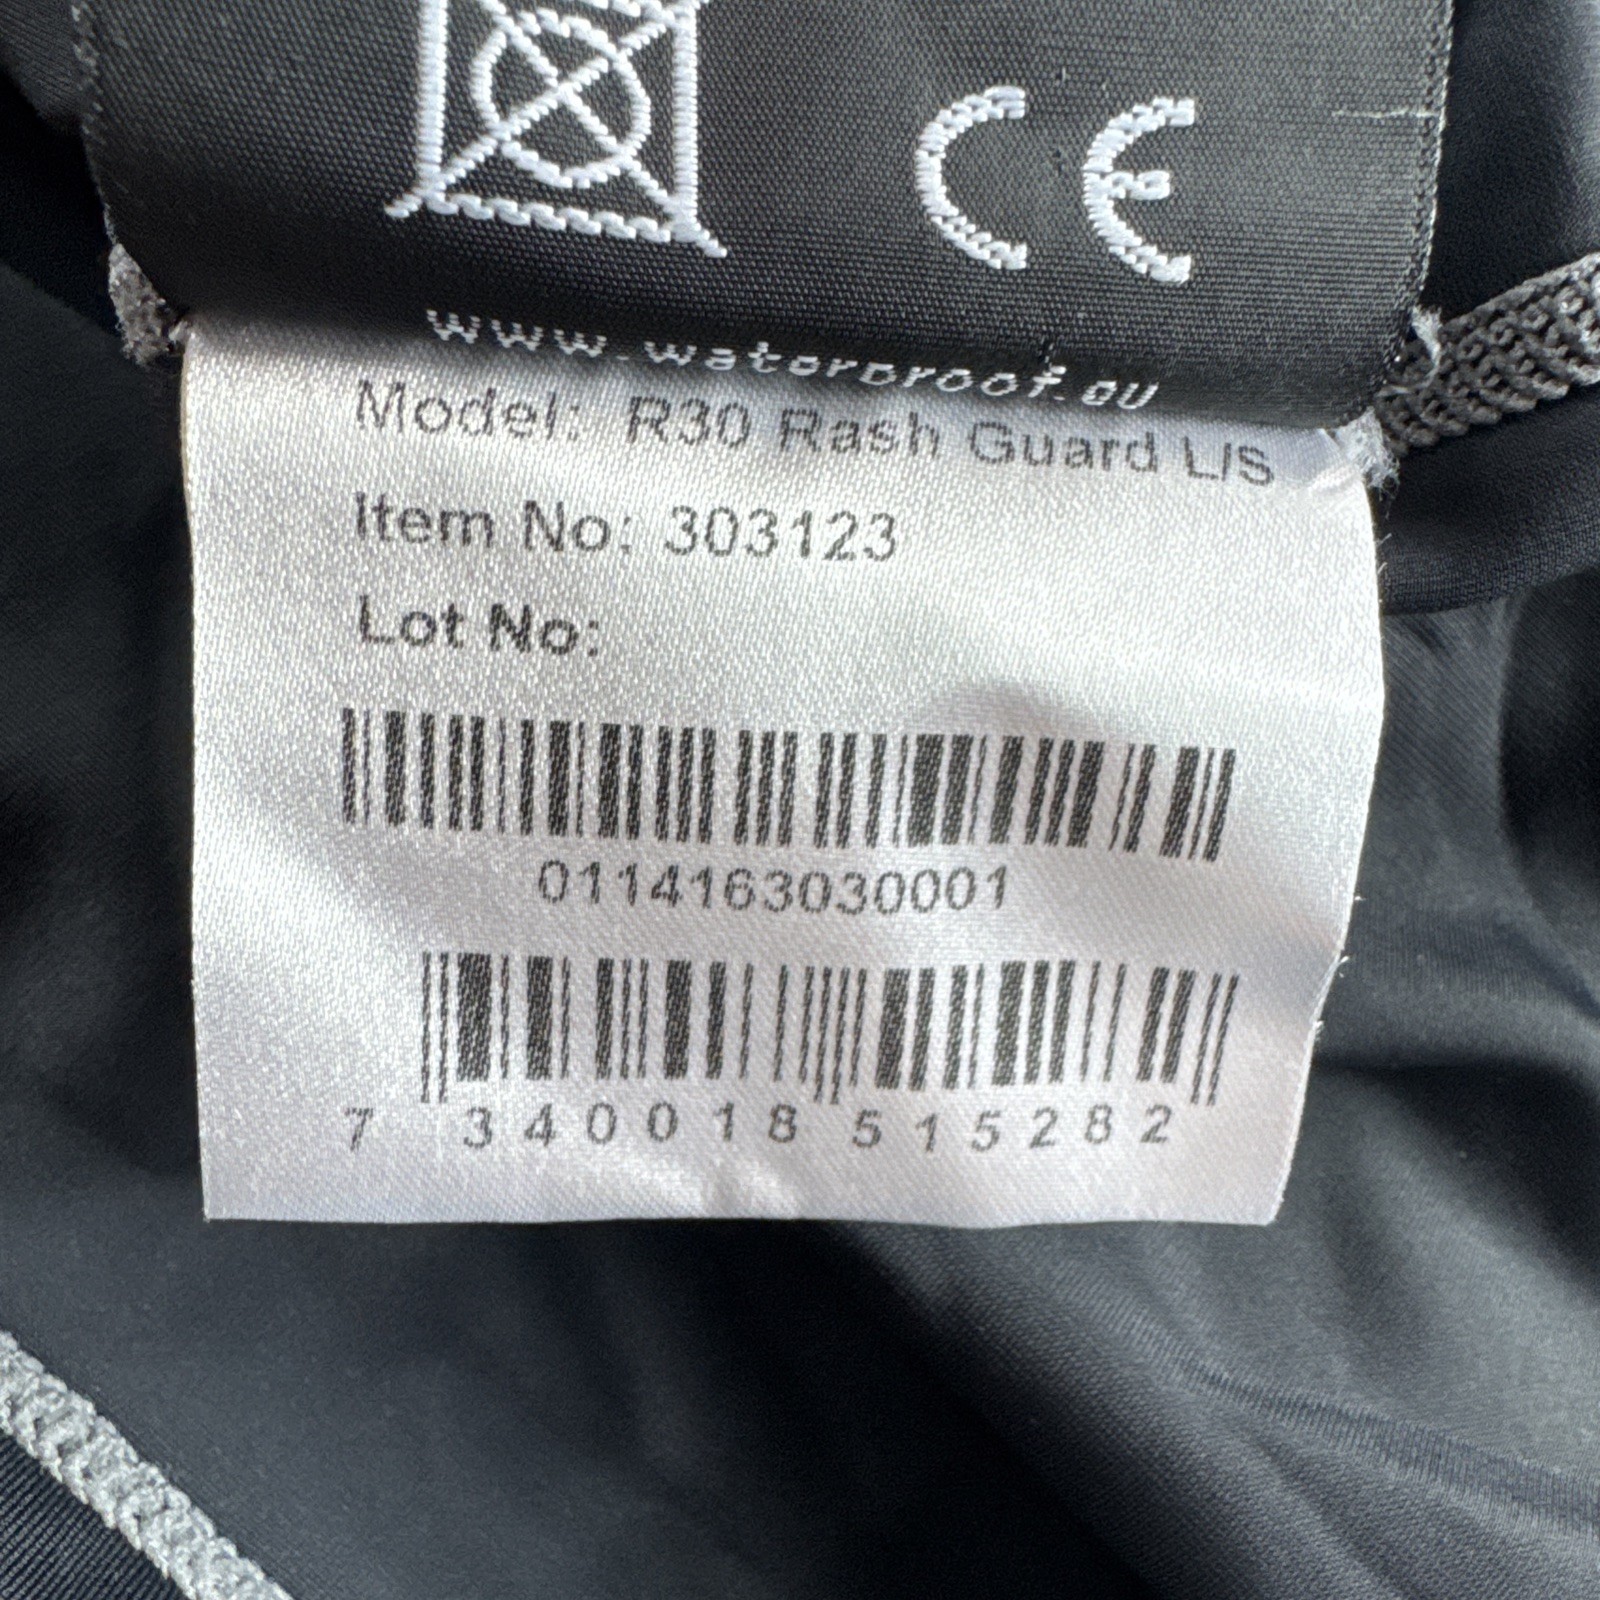 CE
www.waterproof.eu
Model: R30 Rash Guard L/S
Item No: 303123
Lot No:
0114163030001
7 340018 515282